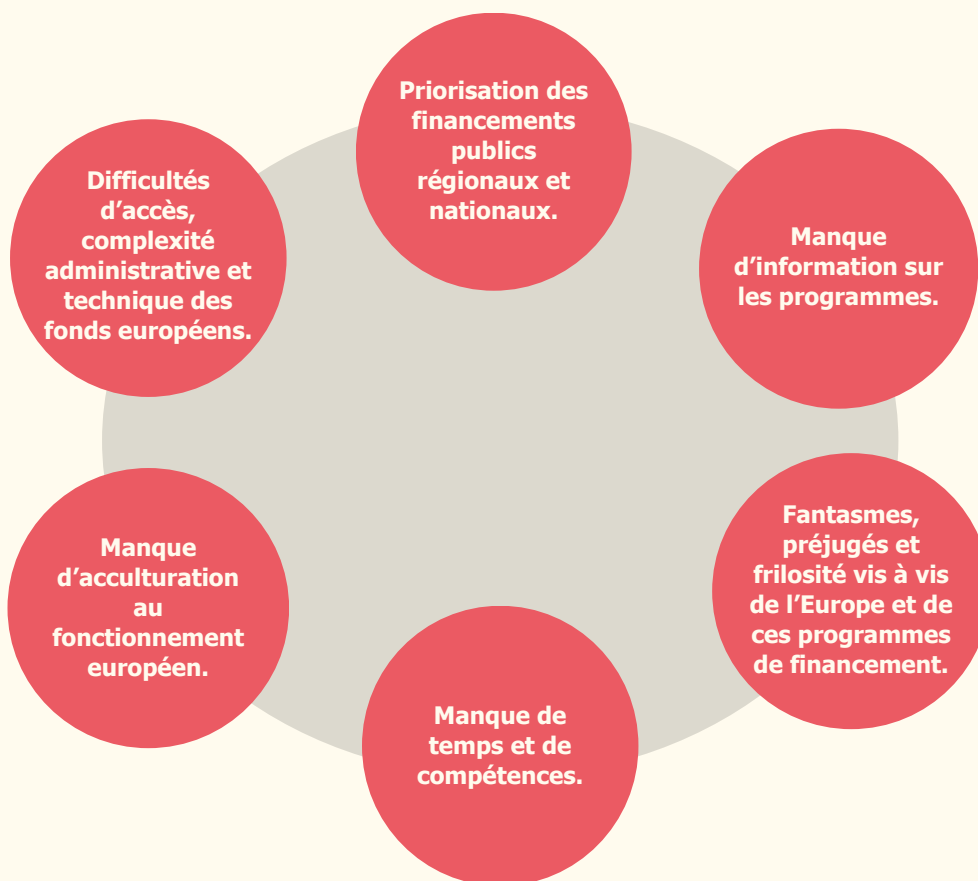 Priorisation des
financements
publics
régionaux et
nationaux.
Difficultés
d'accès,
complexité
administrative et
technique des
fonds européens.
Manque
d'information sur
les programmes.
Manque
d'acculturation
au
fonctionnement
européen.
Fantasmes,
préjugés et
frilosité vis à vis
de l'Europe et de
ces programmes
de financement.
Manque de
temps et de
compétences.